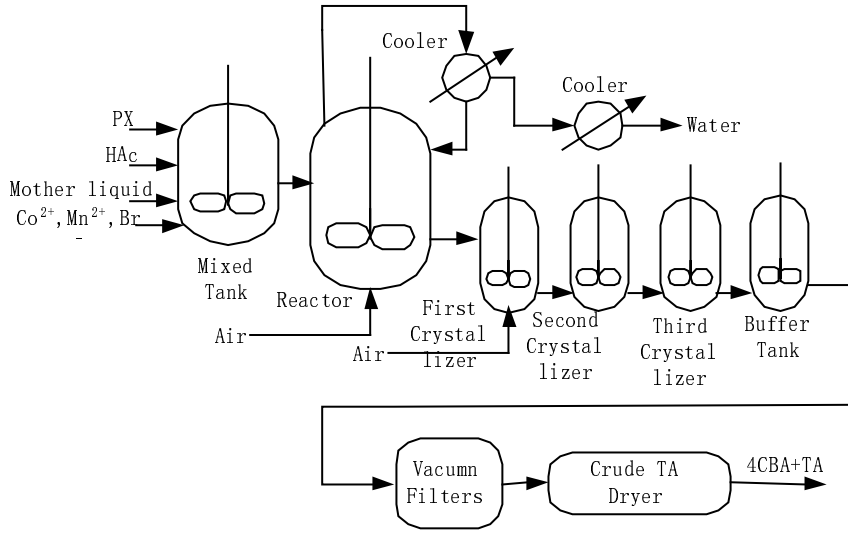 Cooler
Cooler
PX
Water
HAc
Mother liquid
Co2+,Mn2+,Br
-
Mixed
Tank
Reactor
First
Crystal
lizer
Second
Crystal
lizer
Third
Crystal
lizer
Buffer
Tank
Air
Air
Vacumn
Filters
Crude TA
Dryer
4CBA+TA